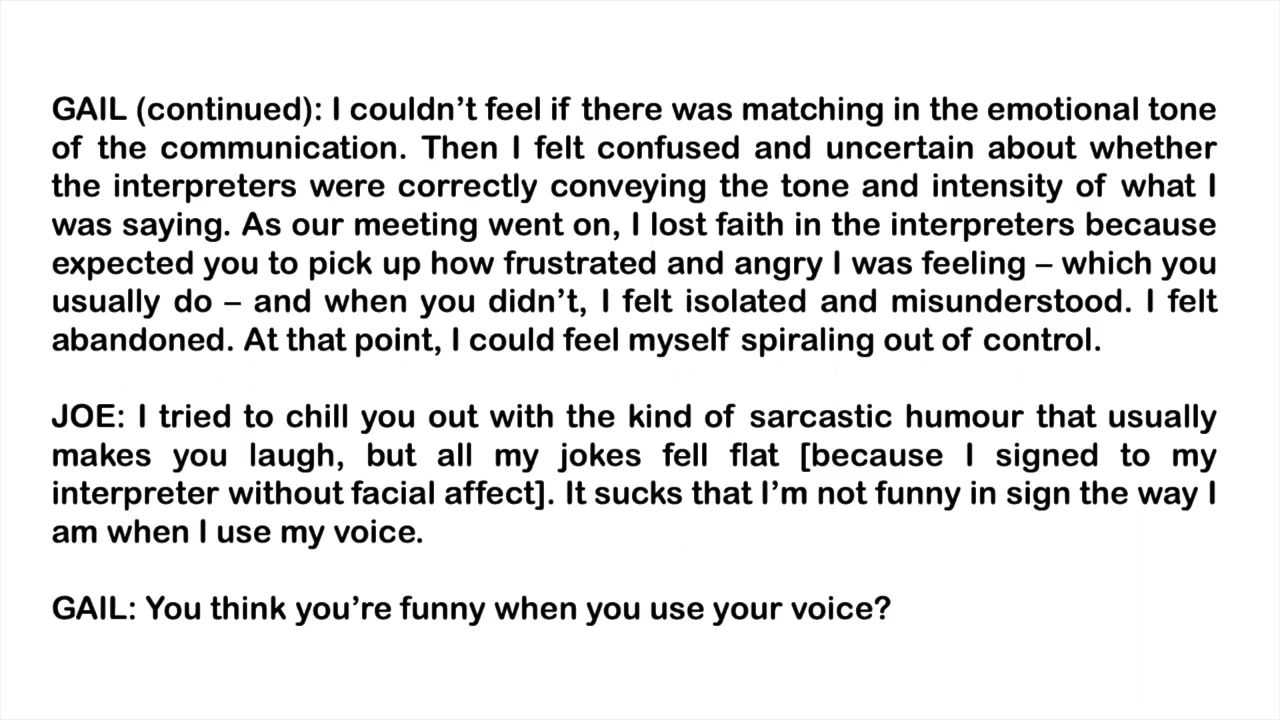 GAIL (continued): I couldn’t feel if there was matching in the emotional tone
of the communication. Then I felt confused and uncertain about whether
the interpreters were correctly conveying the tone and intensity of what I
was saying. As our meeting went on, I lost faith in the interpreters because
expected you to pick up how frustrated and angry I was feeling – which you
usually do – and when you didn’t, I felt isolated and misunderstood. I felt
abandoned. At that point, I could feel myself spiraling out of control.
JOE: I tried to chill you out with the kind of sarcastic humour that usually
makes you laugh, but all my jokes fell flat [because I signed to my
interpreter without facial affect]. It sucks that I’m not funny in sign the way I
am when I use my voice.
GAIL: You think you’re funny when you use your voice?